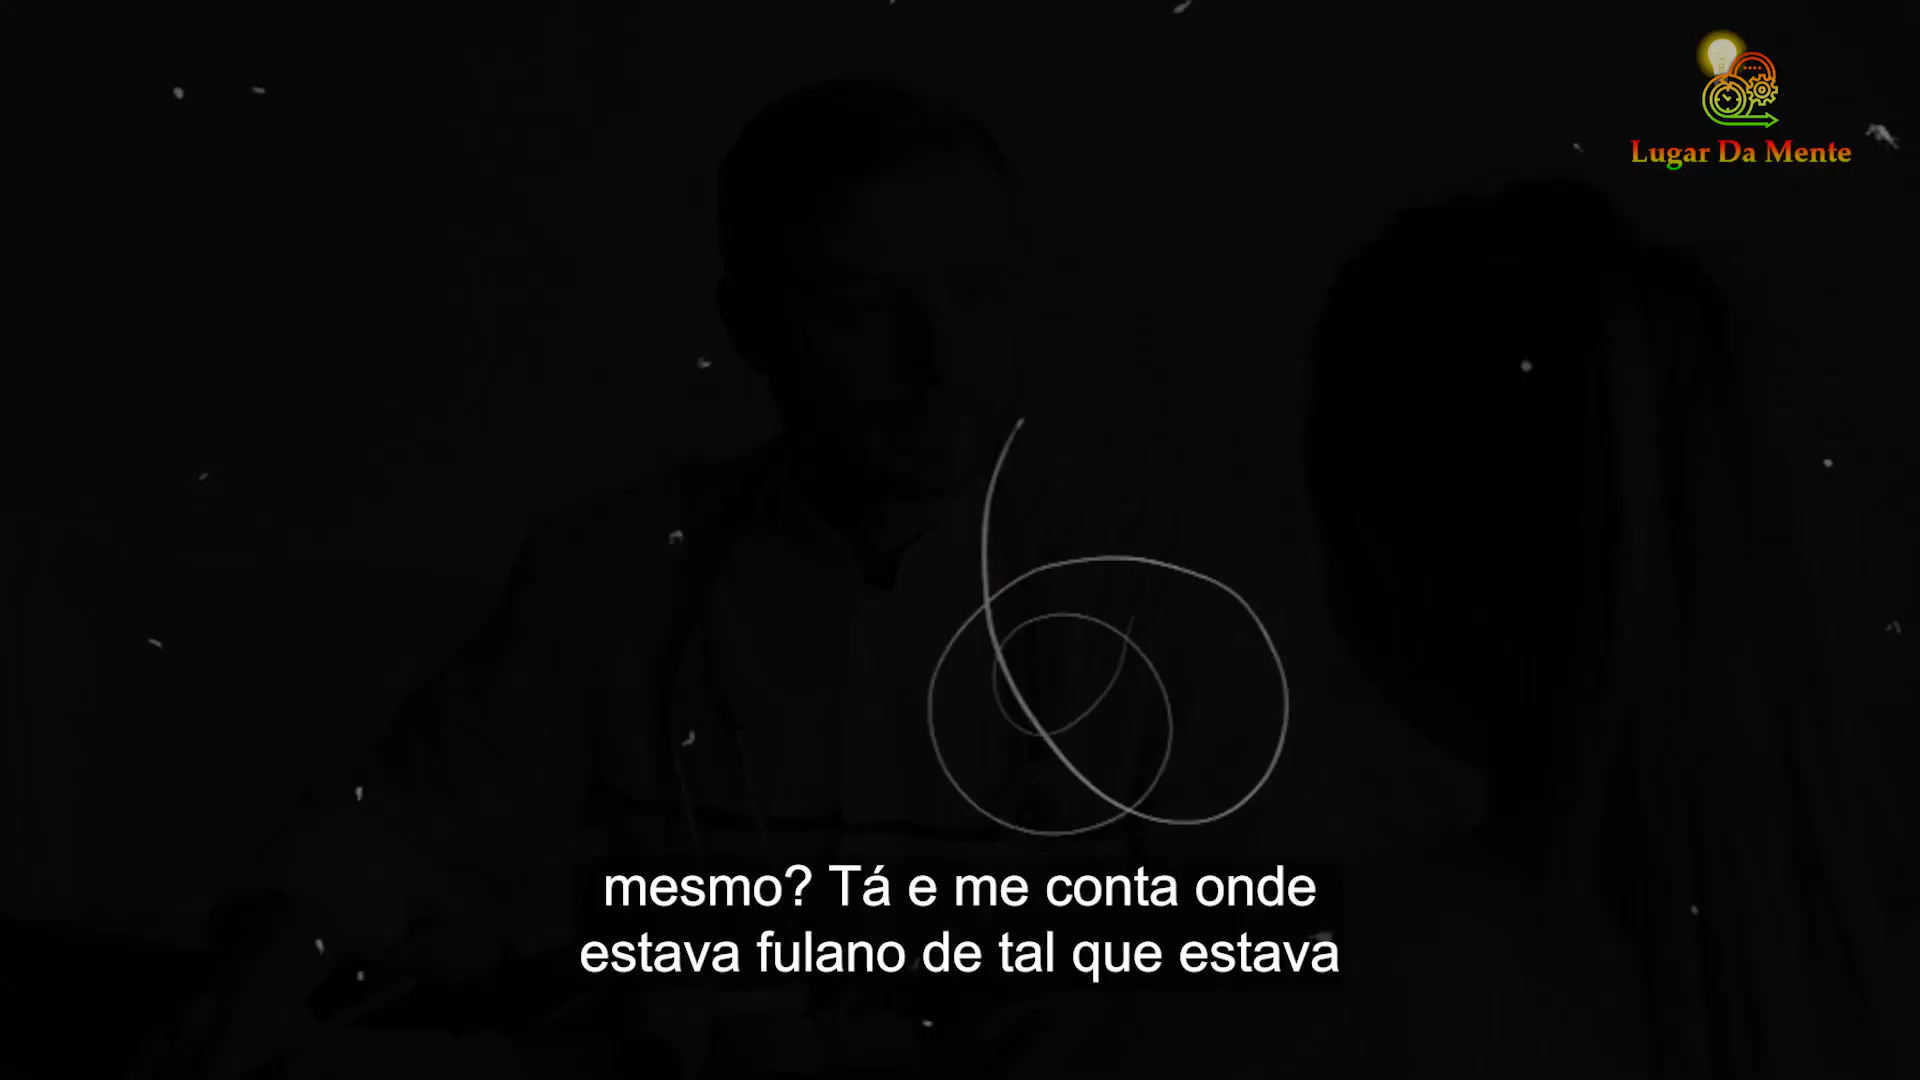 Lugar Da Mente
mesmo? Tá e me conta onde
estava fulano de tal que estava